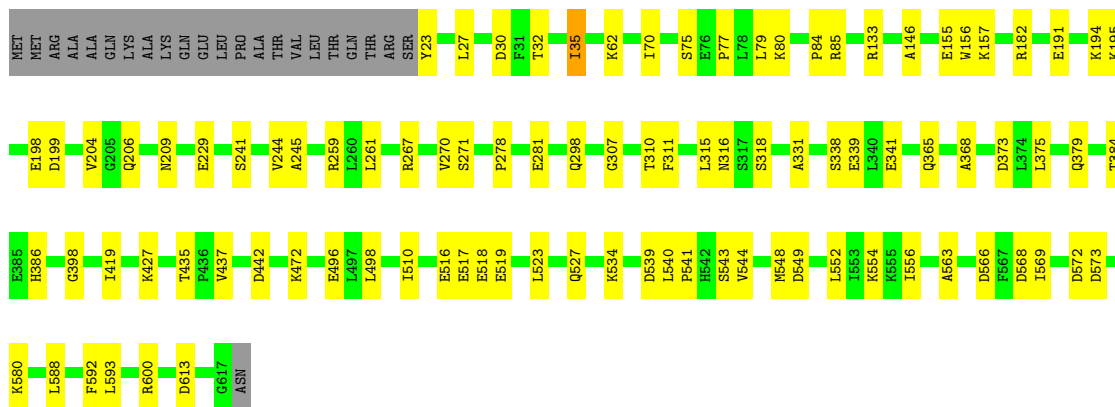 MET MET ARG ALA ALA GLN LYS ALA LYS GLN GLU LEU PRO ALA THR VAL LEU THR GLN THR ARG SER Y23 L27 D30 F31 T32 I35 K62 I70 S75 E76 P77 L78 L79 K80 P84 R85 R133 A146 E155 W156 K157 R182 E191 K194
E198 D199 V204 G205 Q206 N209 E229 S241 V244 A245 R259 L260 L261 R267 V270 S271 P278 E281 Q298 G307 T310 F311 L315 N316 S317 S318 A331 S338 E339 L340 E341 Q365 A368 D373 L374 L375 Q379
E385 H386 G398 I419 K427 T435 P436 V437 D442 K472 E496 L497 L498 I510 E516 E517 E518 E519 L523 Q527 K534 D539 L540 P541 H542 S543 V544 M548 D549 L552 I553 K554 K555 I556 A563 D566 F567 D568 I569 D572 D573
K580 L588 F592 L593 R600 D613 G617 ASN